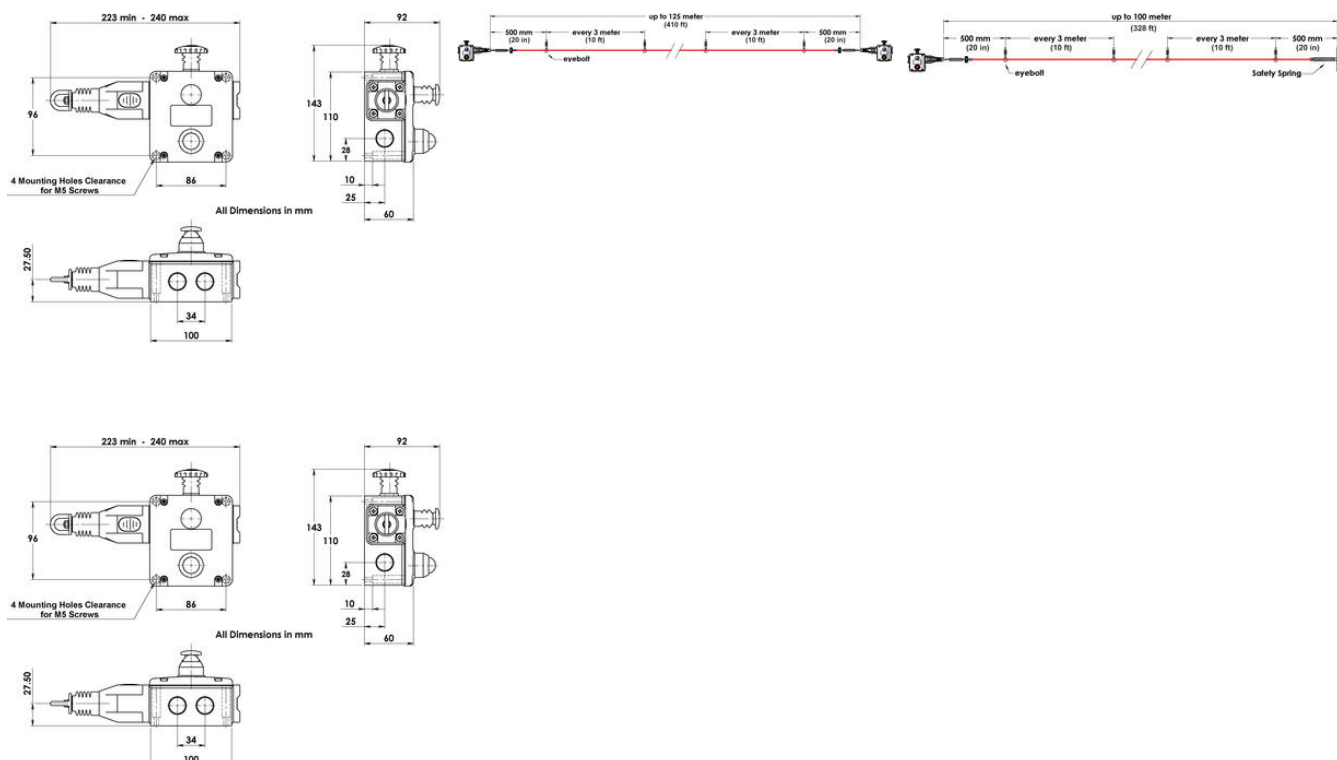 223 min - 240 max
96
86
4 Mounting Holes Clearance
for M5 Screws
92
143
110
28
10
25
60
All Dimensions in mm
27.50
34
100
up to 125 meter
(410 ft)
500 mm
(20 in)
every 3 meter
(10 ft)
every 3 meter
(10 ft)
500 mm
(20 in)
eyebolt
up to 100 meter
(328 ft)
500 mm
(20 in)
every 3 meter
(10 ft)
every 3 meter
(10 ft)
500 mm
(20 in)
eyebolt
Safety Spring
223 min - 240 max
96
86
4 Mounting Holes Clearance
for M5 Screws
92
143
110
28
10
25
60
All Dimensions in mm
27.50
34
100